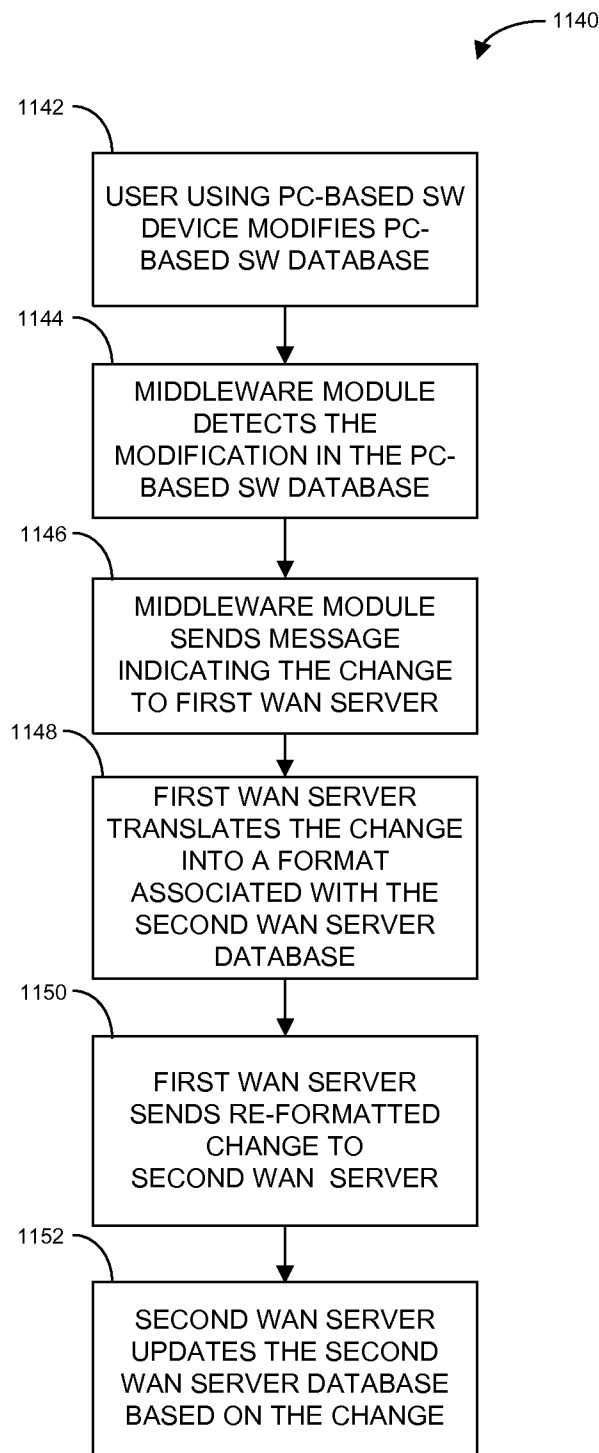 1140
1142
USER USING PC-BASED SW
DEVICE MODIFIES PC-
BASED SW DATABASE
1144
MIDDLEWARE MODULE
DETECTS THE
MODIFICATION IN THE PC-
BASED SW DATABASE
1146
MIDDLEWARE MODULE
SENDS MESSAGE
INDICATING THE CHANGE
TO FIRST WAN SERVER
1148
FIRST WAN SERVER
TRANSLATES THE CHANGE
INTO A FORMAT
ASSOCIATED WITH THE
SECOND WAN SERVER
DATABASE
1150
FIRST WAN SERVER
SENDS RE-FORMATTED
CHANGE TO
SECOND WAN SERVER
1152
SECOND WAN SERVER
UPDATES THE SECOND
WAN SERVER DATABASE
BASED ON THE CHANGE